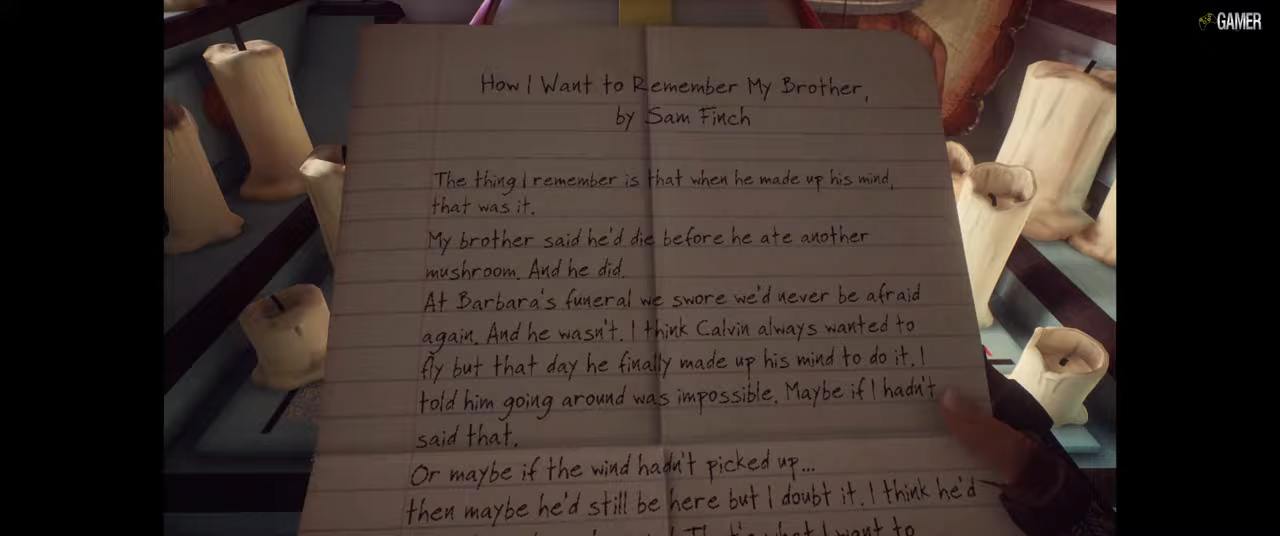 GAMER
How I Want to Remember My Brother,
by Sam Finch
The thing I remember is that when he made up his mind,
that was it.
My brother said he'd die before he ate another
mushroom. And he did.
At Barbara's funeral we swore we'd never be afraid
again. And he wasn't. I think Calvin always wanted to
fly but that day he finally made up his mind to do it. I
told him going around was impossible. Maybe if I hadn't
said that.
Or maybe if the wind hadn't picked up...
then maybe he'd still be here but I doubt it. I think he'd
That's what I want to